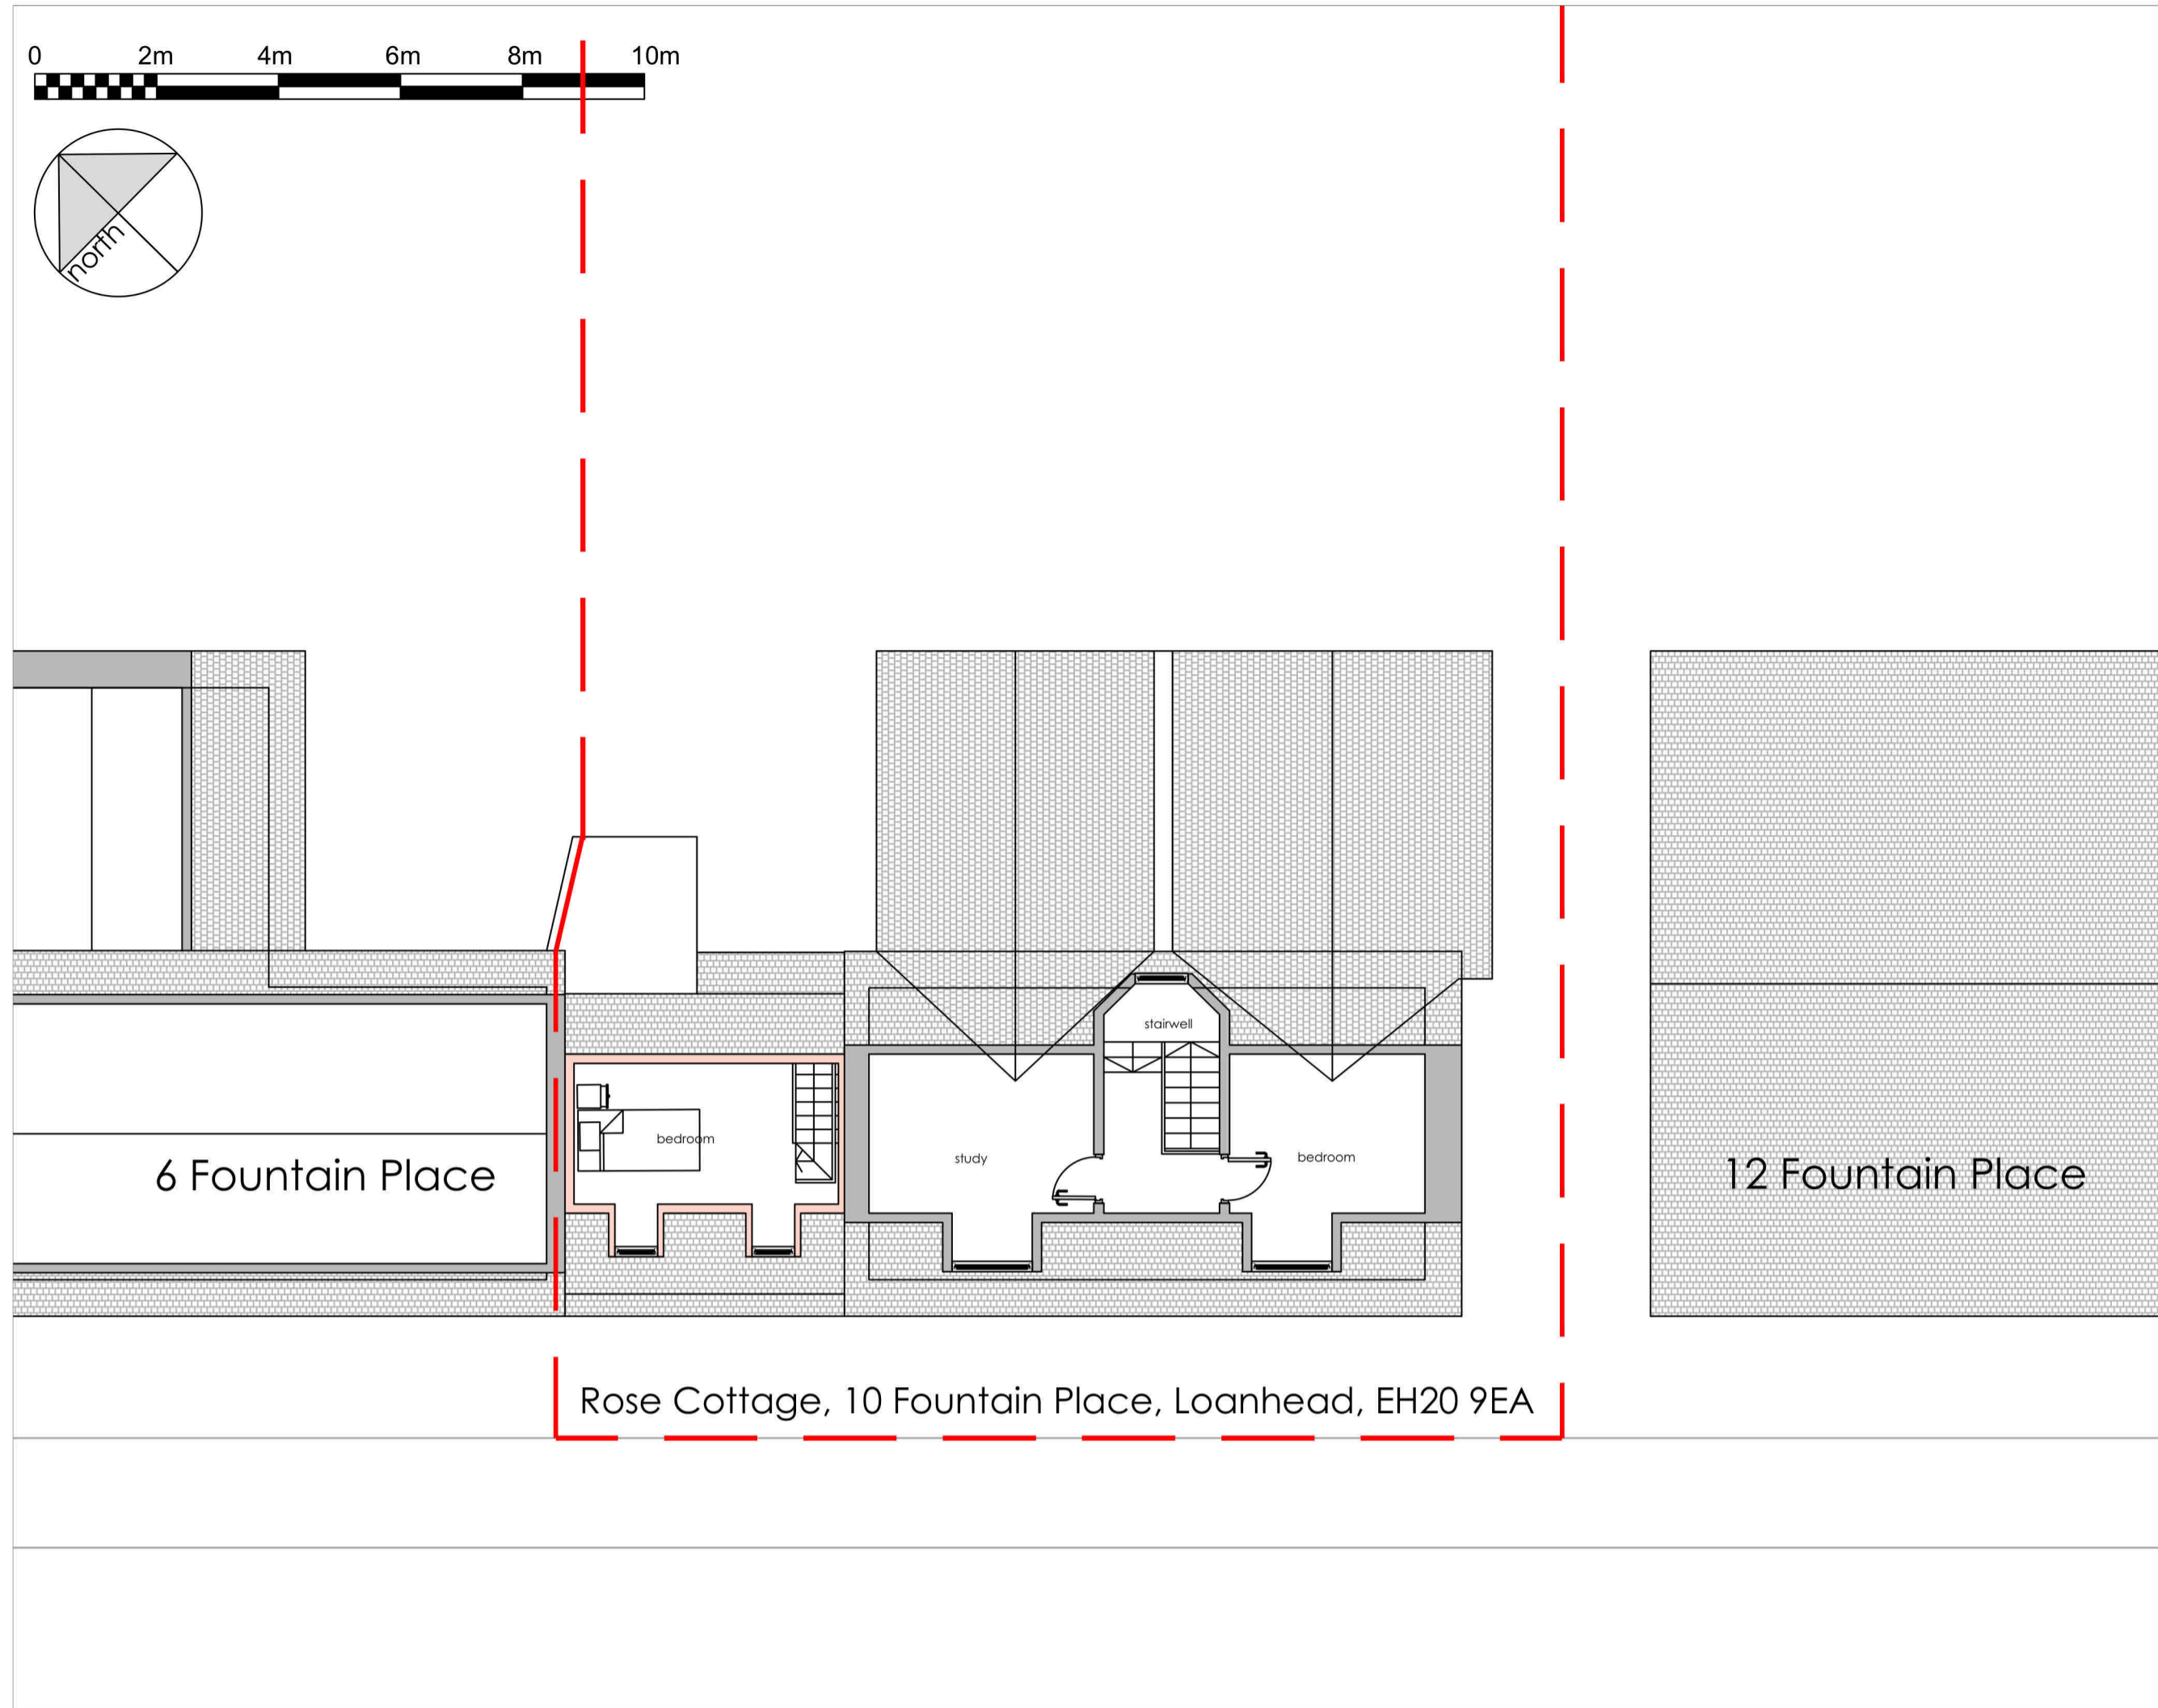 0 2m 4m 6m 8m 10m
north
stairwell
bedroom
study
bedroom
6 Fountain Place
12 Fountain Place
Rose Cottage, 10 Fountain Place, Loanhead, EH20 9EA